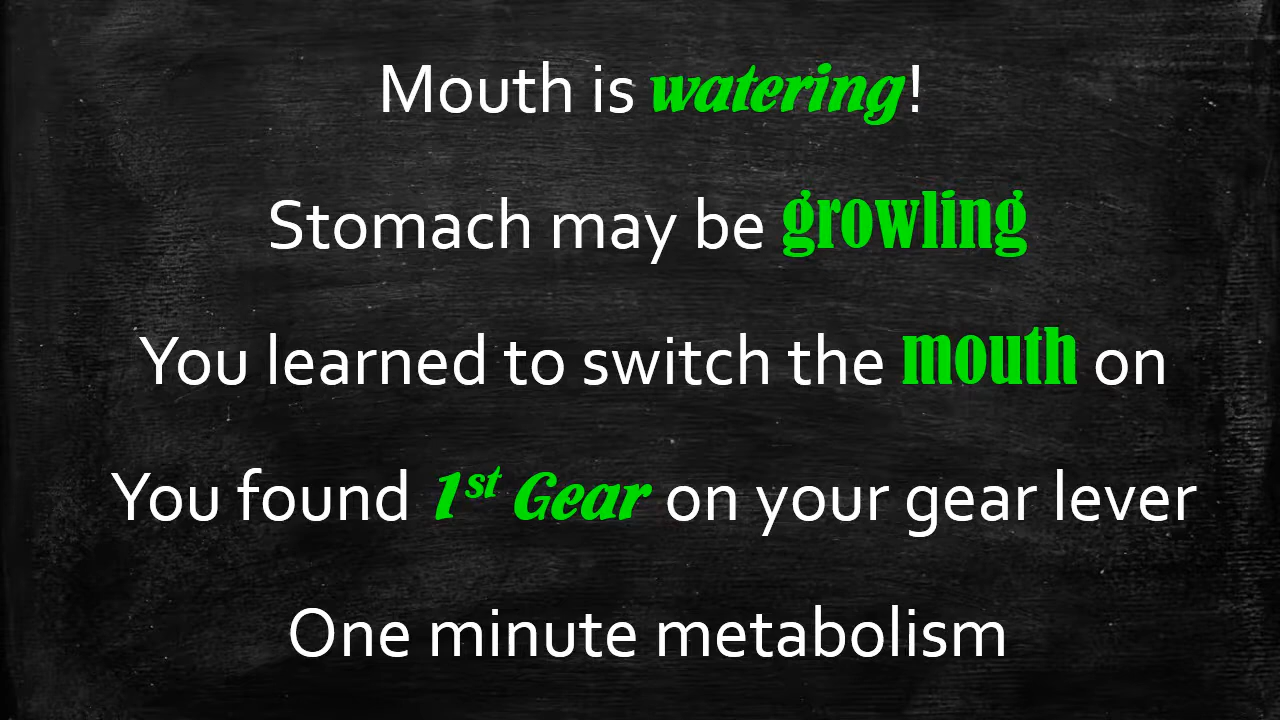 Mouth is watering!
Stomach may be growling
You learned to switch the mouth on
You found 1st Gear on your gear lever
One minute metabolism